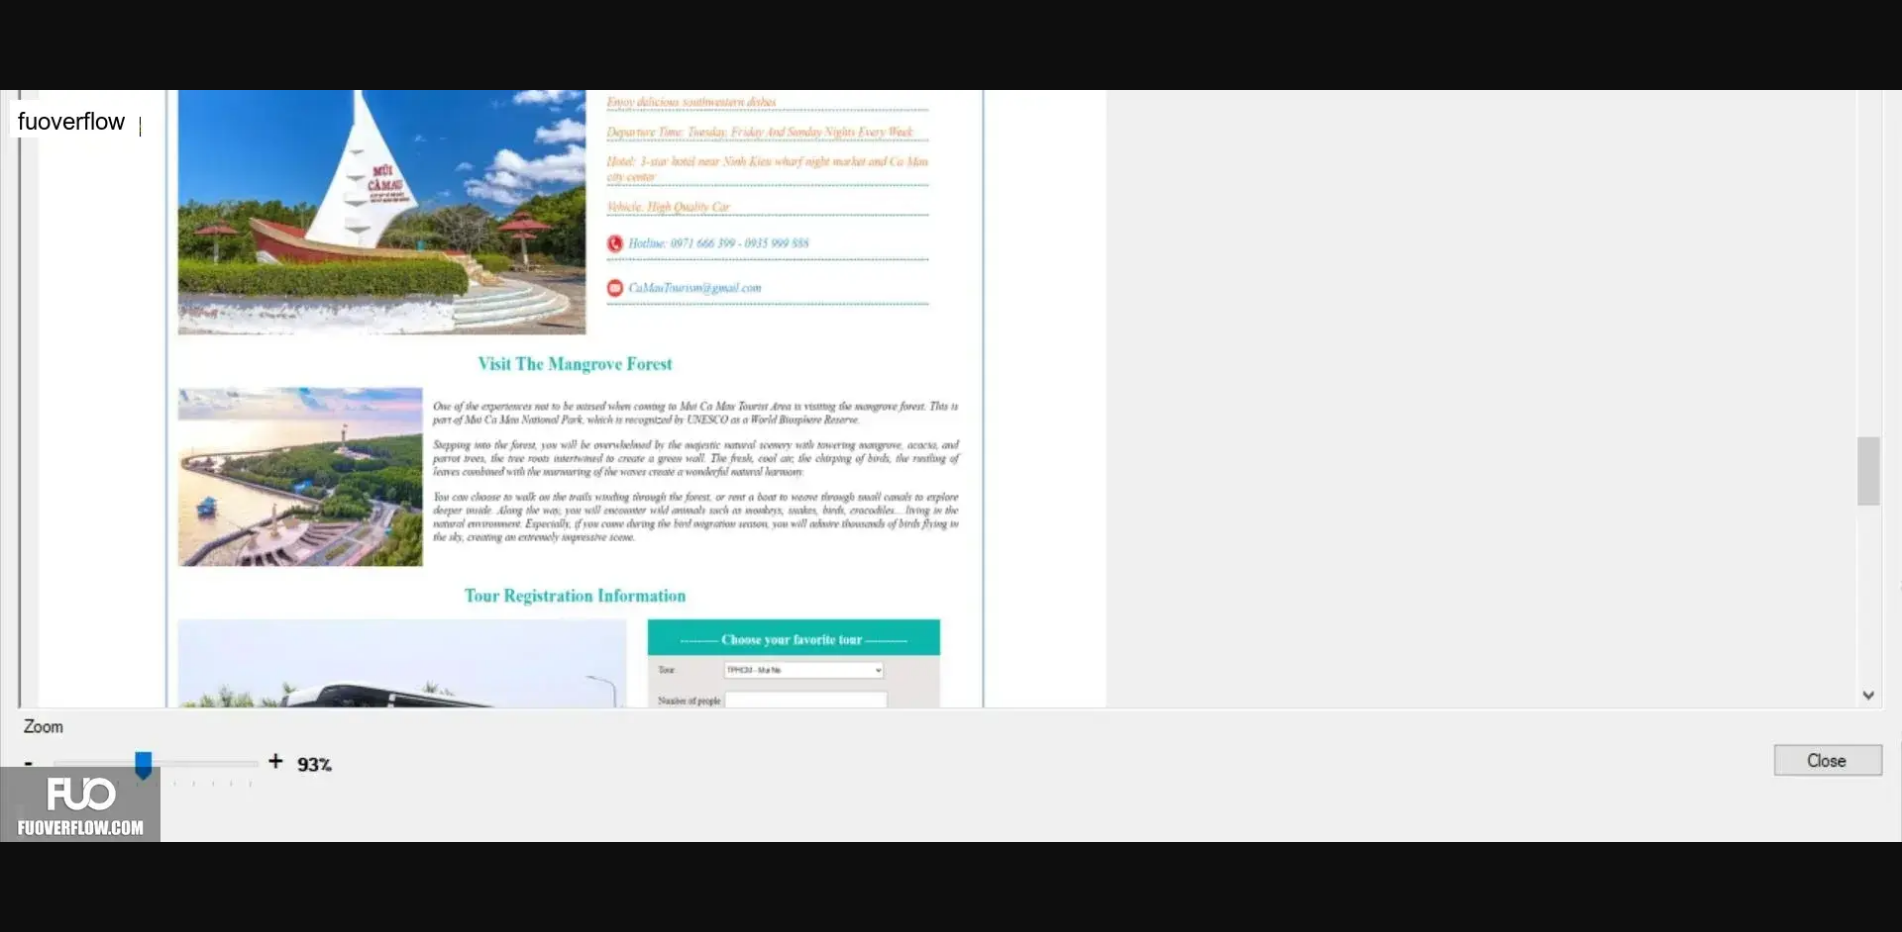 fuoverflow
Enjoy delicious southwestern dishes
Departure Time: Tuesday, Friday And Sunday Nights Every Week
Hotel: 3-star hotel near Ninh Kieu wharf night market and Ca Mau
city center
Vehicle: High Quality Car
Hotline: 0971 666 399 - 0935 999 888
CaMauTourism@gmail.com
MŨI
CÀ MAU
Visit The Mangrove Forest
One of the experiences not to be missed when coming to Mui Ca Mau Tourist Area is visiting the mangrove forest. This is
part of Mui Ca Mau National Park, which is recognized by UNESCO as a World Biosphere Reserve.
Stepping into the forest, you will be overwhelmed by the majestic natural scenery with towering mangrove, acacia, and
parrot trees, the tree roots intertwined to create a green wall. The fresh, cool air, the chirping of birds, the rustling of
leaves combined with the murmuring of the waves create a wonderful natural harmony.
You can choose to walk on the trails winding through the forest, or rent a boat to weave through small canals to explore
deeper inside. Along the way, you will encounter wild animals such as monkeys, snakes, birds, crocodiles... living in the
natural environment. Especially, if you come during the bird migration season, you will admire thousands of birds flying in
the sky, creating an extremely impressive scene.
Tour Registration Information
---------- Choose your favorite tour -----------
Tour
TPHCM - Mui Ne
Number of people
Zoom
- + 93%
Close
FUO
FUOVERFLOW.COM